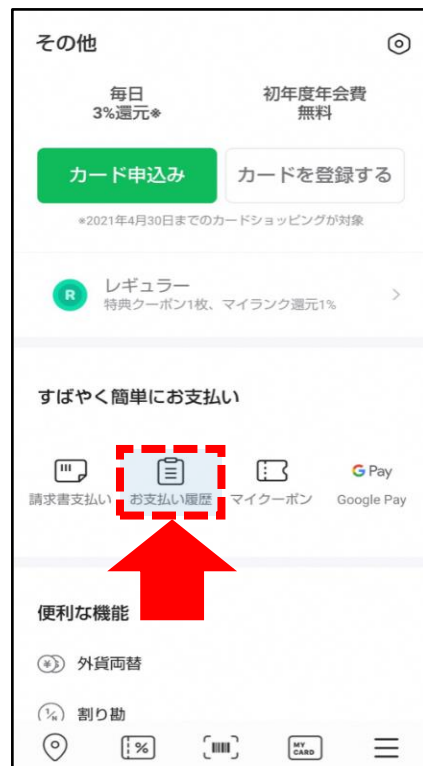 その他
毎日
3%還元※
初年度年会費
無料
カード申込み
カードを登録する
※2021年4月30日までのカードショッピングが対象
R
レギュラー
特典クーポン1枚、マイランク還元1%
すばやく簡単にお支払い
請求書支払い
お支払い履歴
マイクーポン
G Pay
Google Pay
便利な機能
外貨両替
1/N
割り勘
%
MY
CARD